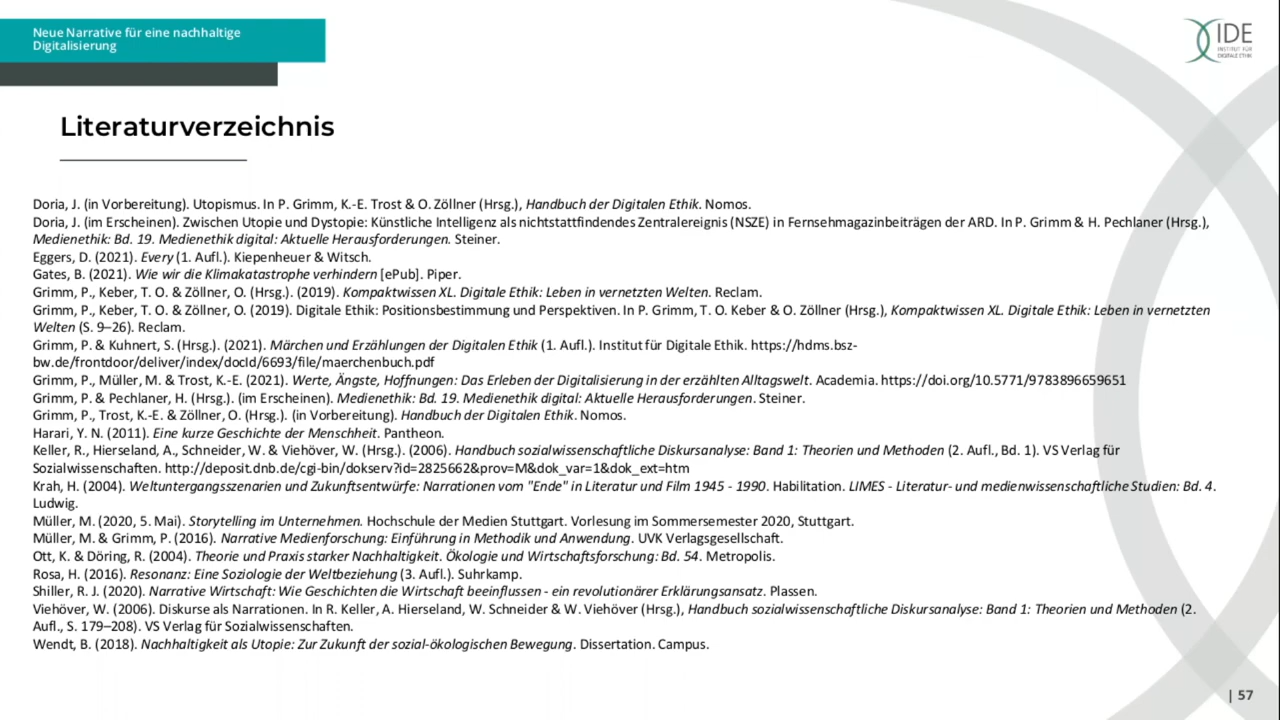 Neue Narrative für eine nachhaltige
Digitalisierung
IDE
INSTITUT FÜR
DIGITALE ETHIK
Literaturverzeichnis
Doria, J. (in Vorbereitung). Utopismus. In P. Grimm, K.-E. Trost & O. Zöllner (Hrsg.), Handbuch der Digitalen Ethik. Nomos.
Doria, J. (im Erscheinen). Zwischen Utopie und Dystopie: Künstliche Intelligenz als nichtstattfindendes Zentralereignis (NSZE) in Fernsehmagazinbeiträgen der ARD. In P. Grimm & H. Pechlaner (Hrsg.),
Medienethik: Bd. 19. Medienethik digital: Aktuelle Herausforderungen. Steiner.
Eggers, D. (2021). Every (1. Aufl.). Kiepenheuer & Witsch.
Gates, B. (2021). Wie wir die Klimakatastrophe verhindern [ePub]. Piper.
Grimm, P., Keber, T. O. & Zöllner, O. (Hrsg.). (2019). Kompaktwissen XL. Digitale Ethik: Leben in vernetzten Welten. Reclam.
Grimm, P., Keber, T. O. & Zöllner, O. (2019). Digitale Ethik: Positionsbestimmung und Perspektiven. In P. Grimm, T. O. Keber & O. Zöllner (Hrsg.), Kompaktwissen XL. Digitale Ethik: Leben in vernetzten
Welten (S. 9–26). Reclam.
Grimm, P. & Kuhnert, S. (Hrsg.). (2021). Märchen und Erzählungen der Digitalen Ethik (1. Aufl.). Institut für Digitale Ethik. https://hdms.bsz-
bw.de/frontdoor/deliver/index/docId/6693/file/maerchenbuch.pdf
Grimm, P., Müller, M. & Trost, K.-E. (2021). Werte, Ängste, Hoffnungen: Das Erleben der Digitalisierung in der erzählten Alltagswelt. Academia. https://doi.org/10.5771/9783896659651
Grimm, P. & Pechlaner, H. (Hrsg.). (im Erscheinen). Medienethik: Bd. 19. Medienethik digital: Aktuelle Herausforderungen. Steiner.
Grimm, P., Trost, K.-E. & Zöllner, O. (Hrsg.). (in Vorbereitung). Handbuch der Digitalen Ethik. Nomos.
Harari, Y. N. (2011). Eine kurze Geschichte der Menschheit. Pantheon.
Keller, R., Hierseland, A., Schneider, W. & Viehöver, W. (Hrsg.). (2006). Handbuch sozialwissenschaftliche Diskursanalyse: Band 1: Theorien und Methoden (2. Aufl., Bd. 1). VS Verlag für
Sozialwissenschaften. http://deposit.dnb.de/cgi-bin/dokserv?id=2825662&prov=M&dok_var=1&dok_ext=htm
Krah, H. (2004). Weltuntergangsszenarien und Zukunftsentwürfe: Narrationen vom "Ende" in Literatur und Film 1945 - 1990. Habilitation. LIMES - Literatur- und medienwissenschaftliche Studien: Bd. 4.
Ludwig.
Müller, M. (2020, 5. Mai). Storytelling im Unternehmen. Hochschule der Medien Stuttgart. Vorlesung im Sommersemester 2020, Stuttgart.
Müller, M. & Grimm, P. (2016). Narrative Medienforschung: Einführung in Methodik und Anwendung. UVK Verlagsgesellschaft.
Ott, K. & Döring, R. (2004). Theorie und Praxis starker Nachhaltigkeit. Ökologie und Wirtschaftsforschung: Bd. 54. Metropolis.
Rosa, H. (2016). Resonanz: Eine Soziologie der Weltbeziehung (3. Aufl.). Suhrkamp.
Shiller, R. J. (2020). Narrative Wirtschaft: Wie Geschichten die Wirtschaft beeinflussen - ein revolutionärer Erklärungsansatz. Plassen.
Viehöver, W. (2006). Diskurse als Narrationen. In R. Keller, A. Hierseland, W. Schneider & W. Viehöver (Hrsg.), Handbuch sozialwissenschaftliche Diskursanalyse: Band 1: Theorien und Methoden (2.
Aufl., S. 179–208). VS Verlag für Sozialwissenschaften.
Wendt, B. (2018). Nachhaltigkeit als Utopie: Zur Zukunft der sozial-ökologischen Bewegung. Dissertation. Campus.
| 57